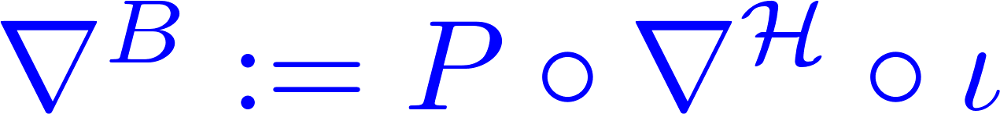 ∇^B := P ∘ ∇^ℋ ∘ ι